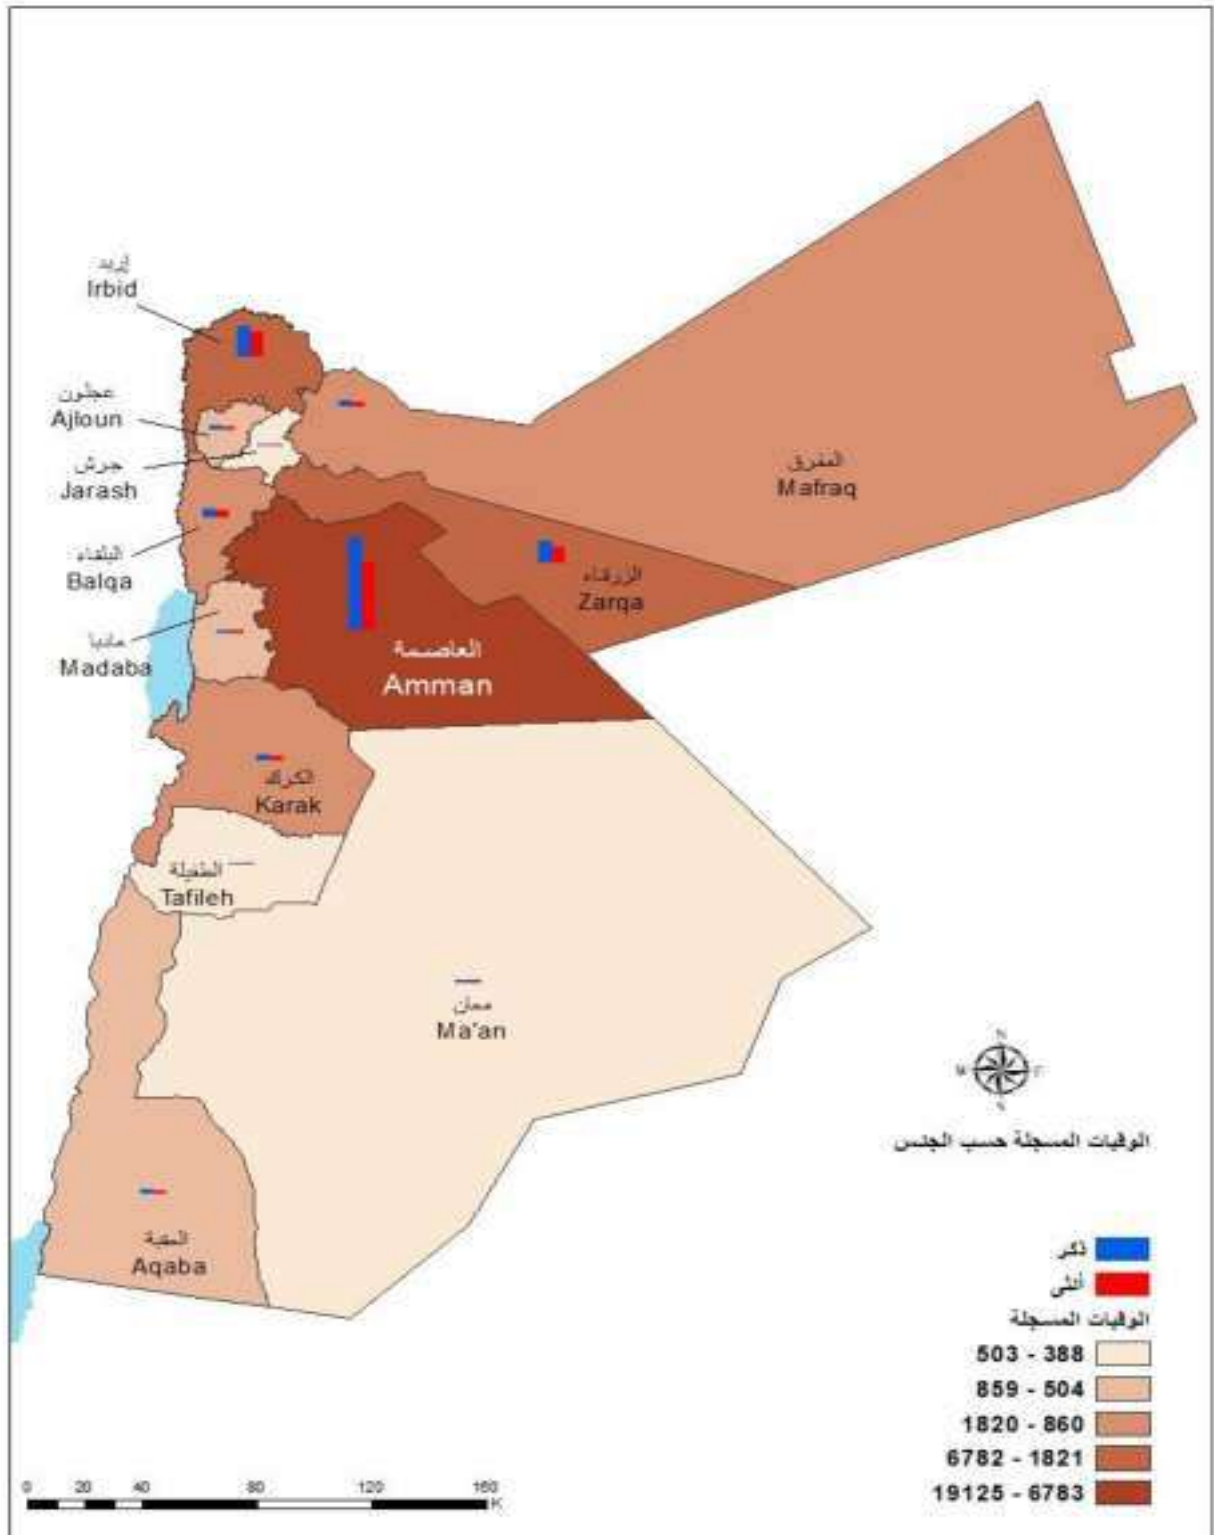 إربد
Irbid
عجلون
Ajloun
جرش
Jarash
المفرق
Mafraq
البلقاء
Balqa
الزرقاء
Zarqa
مادبا
Madaba
العاصمة
Amman
الكرك
Karak
الطفيلة
Tafileh
معان
Ma'an
العقبة
Aqaba
N
W E
الوفيات المسجلة حسب الجنس
ذكر
أنثى
الوفيات المسجلة
503 - 388
859 - 504
1820 - 860
6782 - 1821
19125 - 6783
0 20 40 80 120 160
K